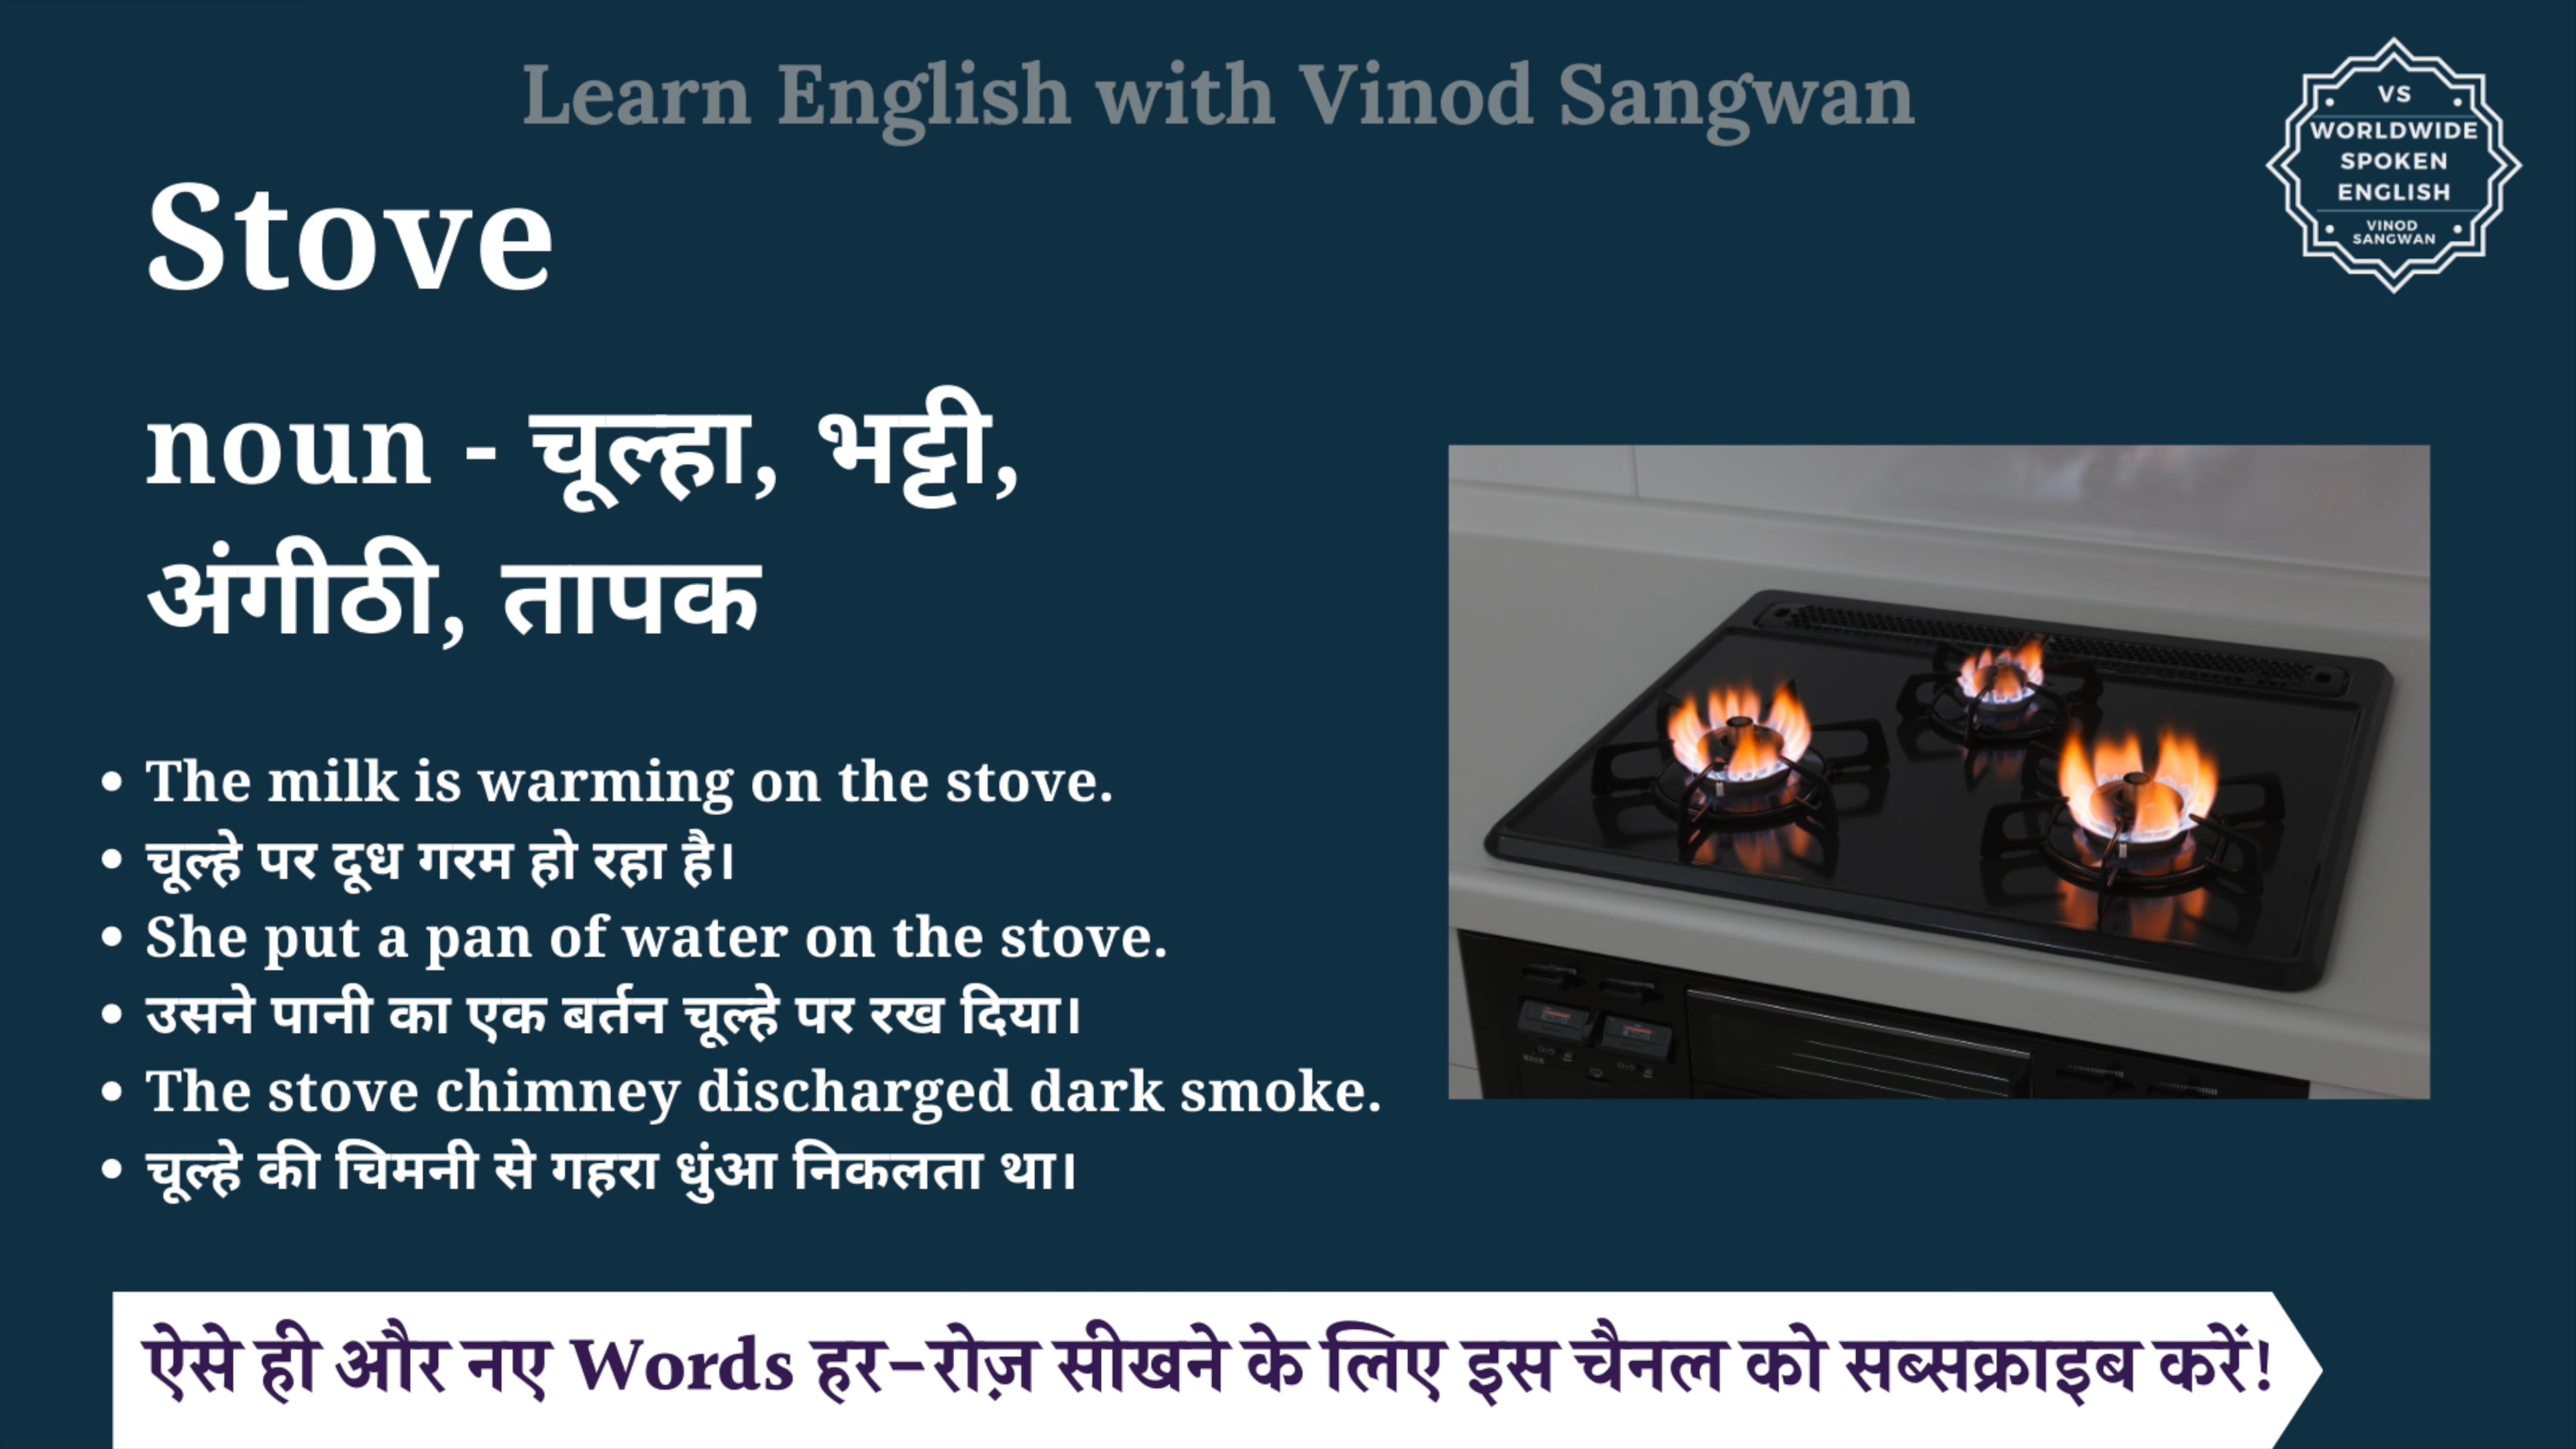 Learn English with Vinod Sangwan
VS
WORLDWIDE
SPOKEN
ENGLISH
VINOD
SANGWAN
Stove
noun - चूल्हा, भट्टी,
अंगीठी, तापक
• The milk is warming on the stove.
• चूल्हे पर दूध गरम हो रहा है।
• She put a pan of water on the stove.
• उसने पानी का एक बर्तन चूल्हे पर रख दिया।
• The stove chimney discharged dark smoke.
• चूल्हे की चिमनी से गहरा धुंआ निकलता था।
ऐसे ही और नए Words हर-रोज़ सीखने के लिए इस चैनल को सब्सक्राइब करें!